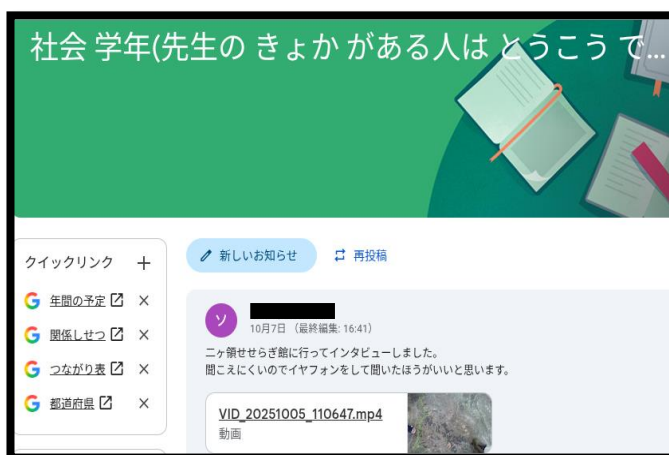 社会 学年(先生の きょか がある人は とうこう で...
クイックリンク
新しいお知らせ
再投稿
年間の予定
関係しせつ
つながり表
都道府県
ソ
10月7日 (最終編集: 16:41)
二ヶ領せせらぎ館に行ってインタビューしました。
聞こえにくいのでイヤフォンをして聞いたほうがいいと思います。
VID_20251005_110647.mp4
動画